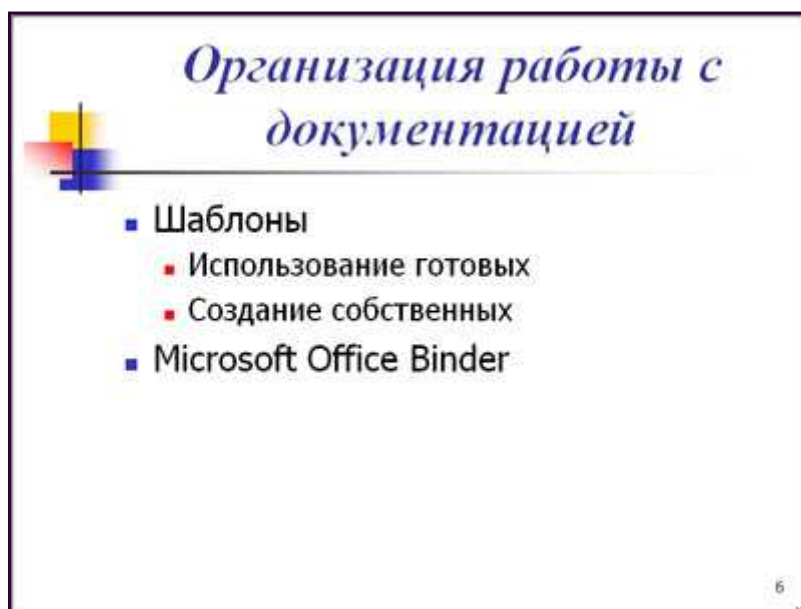 Организация работы с
документацией
Шаблоны
Использование готовых
Создание собственных
Microsoft Office Binder
6